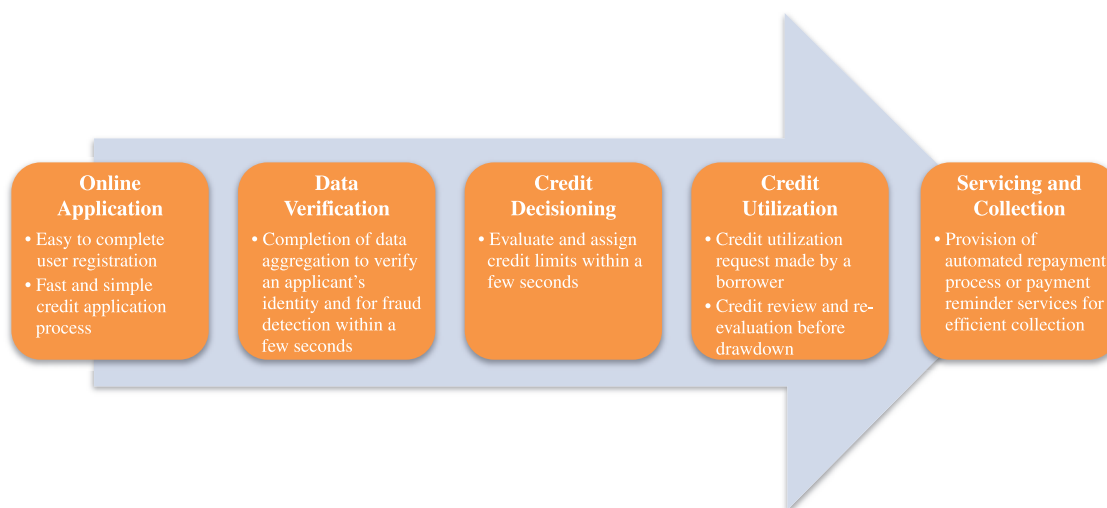 Online
Application
• Easy to complete
user registration
• Fast and simple
credit application
process
Data
Verification
• Completion of data
aggregation to verify
an applicant’s
identity and for fraud
detection within a
few seconds
Credit
Decisioning
• Evaluate and assign
credit limits within a
few seconds
Credit
Utilization
• Credit utilization
request made by a
borrower
• Credit review and re-
evaluation before
drawdown
Servicing and
Collection
• Provision of
automated repayment
process or payment
reminder services for
efficient collection